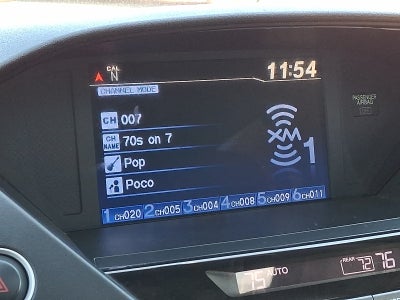 CAL
N
11:54
CHANNEL MODE
CH 007
CH NAME 70s on 7
Pop
Poco
XM 1
1 CH020 2 CH005 3 CH004 4 CH008 5 CH009 6 CH011
PASSENGER AIRBAG
75 AUTO
REAR 72 76